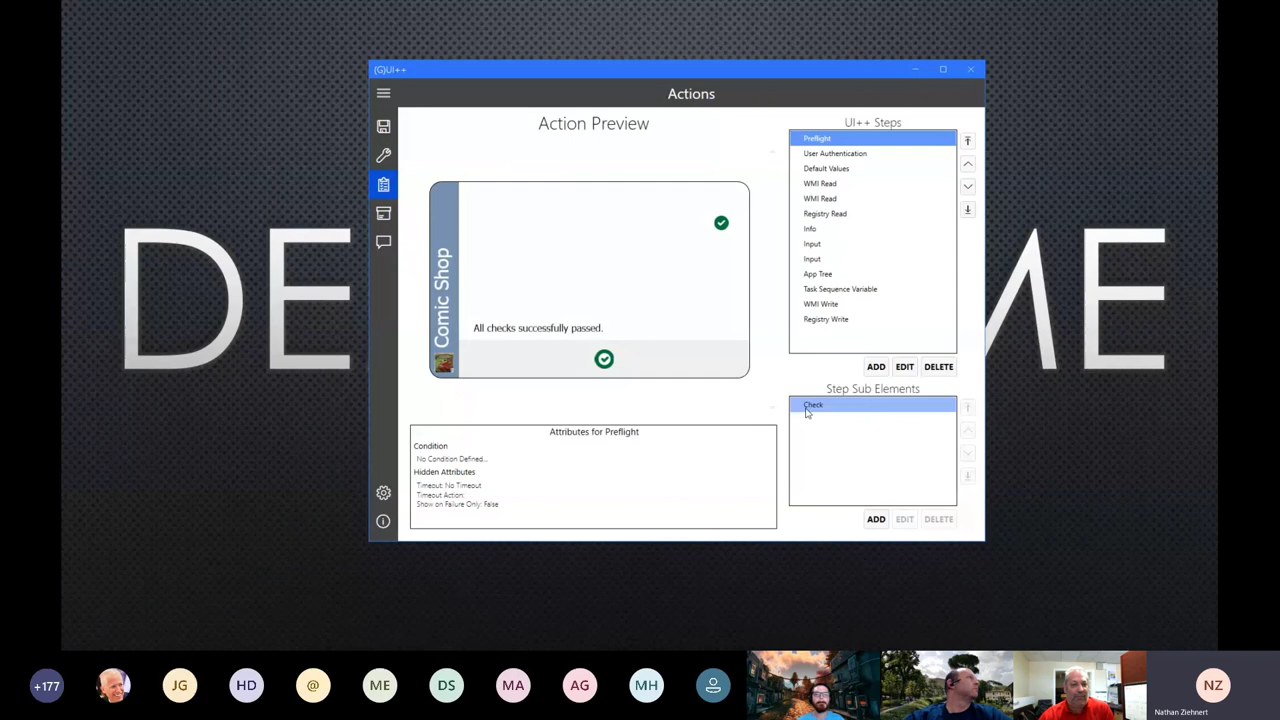 DE
ME
(G)UI++
Actions
Action Preview
Comic Shop
All checks successfully passed.
Attributes for Preflight
Condition
No Condition Defined...
Hidden Attributes
Timeout: No Timeout
Timeout Action:
Show on Failure Only: False
UI++ Steps
Preflight
User Authentication
Default Values
WMI Read
WMI Read
Registry Read
Info
Input
Input
App Tree
Task Sequence Variable
WMI Write
Registry Write
ADD
EDIT
DELETE
Step Sub Elements
Check
ADD
EDIT
DELETE
+177
JG
HD
@
ME
DS
MA
AG
MH
NZ
Nathan Ziehnert